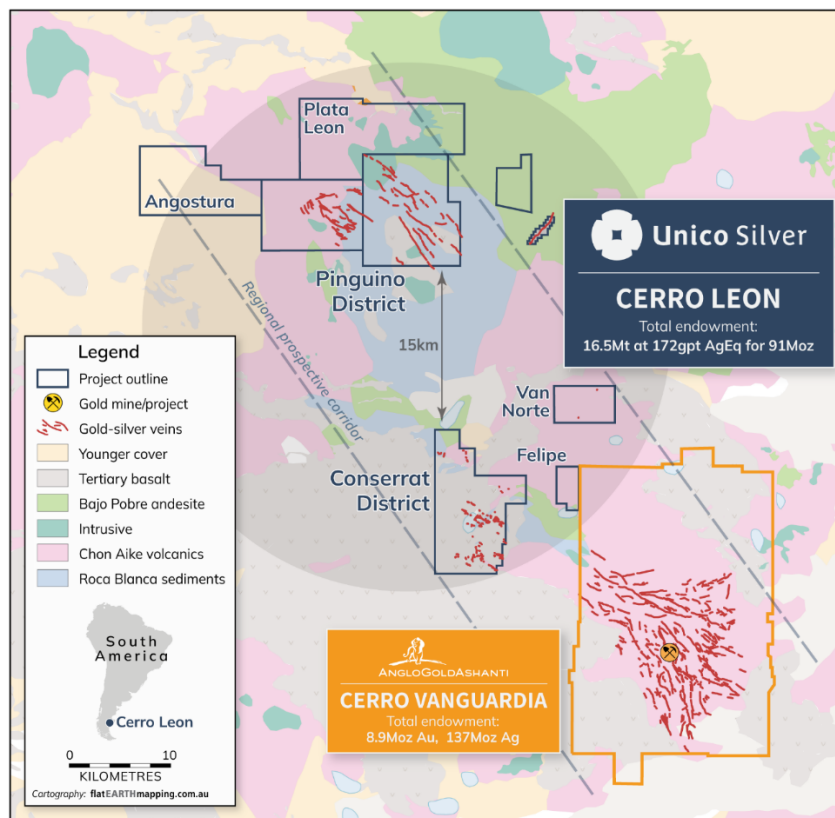 Plata
Leon
Angostura
Pinguino
District
Regional prospective corridor
15km
Unico Silver
CERRO LEON
Total endowment:
16.5Mt at 172gpt AgEq for 91Moz
Van
Norte
Felipe
Conserrat
District
Legend
Project outline
Gold mine/project
Gold-silver veins
Younger cover
Tertiary basalt
Bajo Pobre andesite
Intrusive
Chon Aike volcanics
Roca Blanca sediments
South
America
Cerro Leon
0 10
KILOMETRES
Cartography: flatEARTHmapping.com.au
ANGLOGOLDASHANTI
CERRO VANGUARDIA
Total endowment:
8.9Moz Au, 137Moz Ag